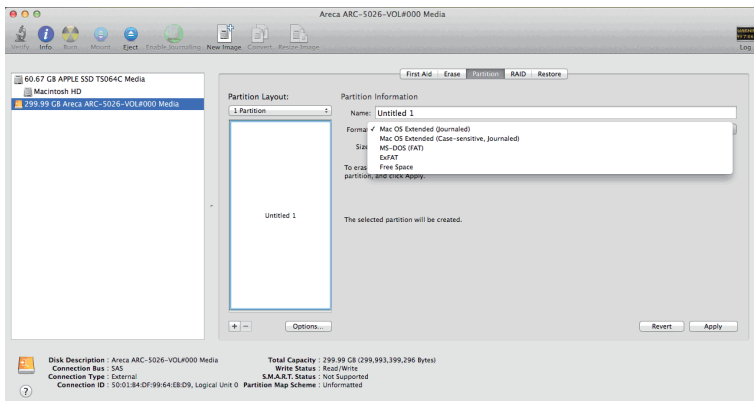 Areca ARC-5026-VOL#000 Media
Verify Info Burn Mount Eject Enable Journaling New Image Convert Resize Image Log
60.67 GB APPLE SSD TS064C Media
Macintosh HD
299.99 GB Areca ARC-5026-VOL#000 Media
First Aid Erase Partition RAID Restore
Partition Layout: Partition Information
1 Partition
Name: Untitled 1
Format
✓ Mac OS Extended (Journaled)
Mac OS Extended (Case-sensitive, Journaled)
MS-DOS (FAT)
ExFAT
Free Space
Size
To eras
partition, and click Apply.
Untitled 1
The selected partition will be created.
+ − Options... Revert Apply
Disk Description : Areca ARC-5026-VOL#000 Media Total Capacity : 299.99 GB (299,993,399,296 Bytes)
Connection Bus : SAS Write Status : Read/Write
Connection Type : External S.M.A.R.T. Status : Not Supported
Connection ID : 50:01:B4:DF:99:64:EB:D9, Logical Unit 0 Partition Map Scheme : Unformatted
?